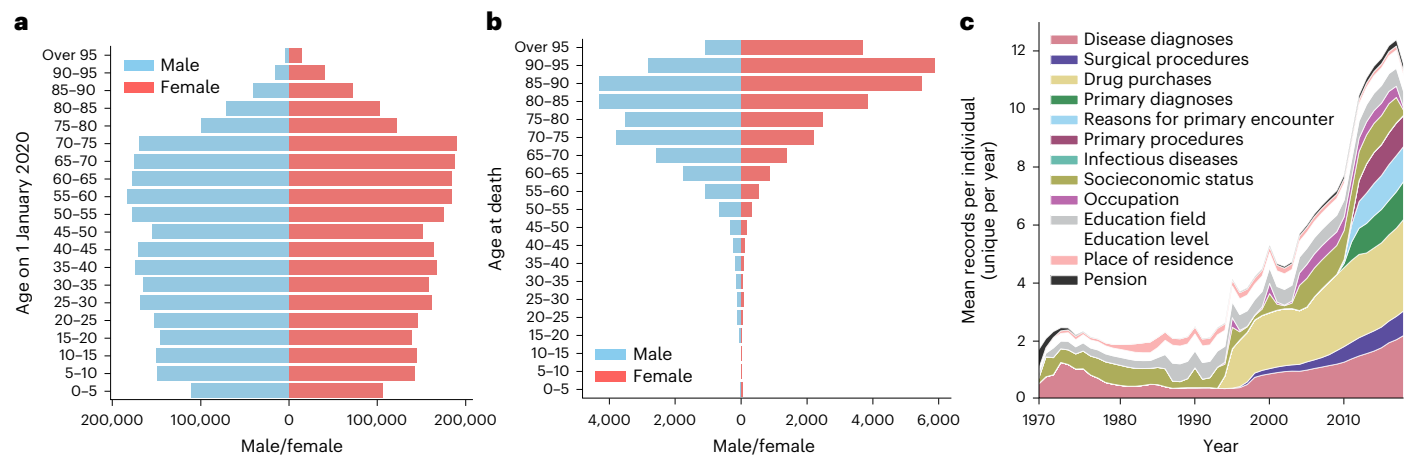 a
Age on 1 January 2020
Over 95
90–95
85–90
80–85
75–80
70–75
65–70
60–65
55–60
50–55
45–50
40–45
35–40
30–35
25–30
20–25
15–20
10–15
5–10
0–5
Male
Female
200,000 100,000 0 100,000 200,000
Male/female
b
Age at death
Over 95
90–95
85–90
80–85
75–80
70–75
65–70
60–65
55–60
50–55
45–50
40–45
35–40
30–35
25–30
20–25
15–20
10–15
5–10
0–5
Male
Female
4,000 2,000 0 2,000 4,000 6,000
Male/female
c
Mean records per individual
(unique per year)
12
10
8
6
4
2
0
Disease diagnoses
Surgical procedures
Drug purchases
Primary diagnoses
Reasons for primary encounter
Primary procedures
Infectious diseases
Socieconomic status
Occupation
Education field
Education level
Place of residence
Pension
1970 1980 1990 2000 2010
Year